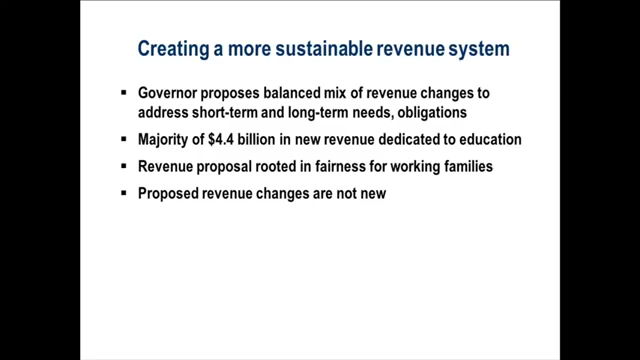 Creating a more sustainable revenue system
▪ Governor proposes balanced mix of revenue changes to
address short-term and long-term needs, obligations
▪ Majority of $4.4 billion in new revenue dedicated to education
▪ Revenue proposal rooted in fairness for working families
▪ Proposed revenue changes are not new